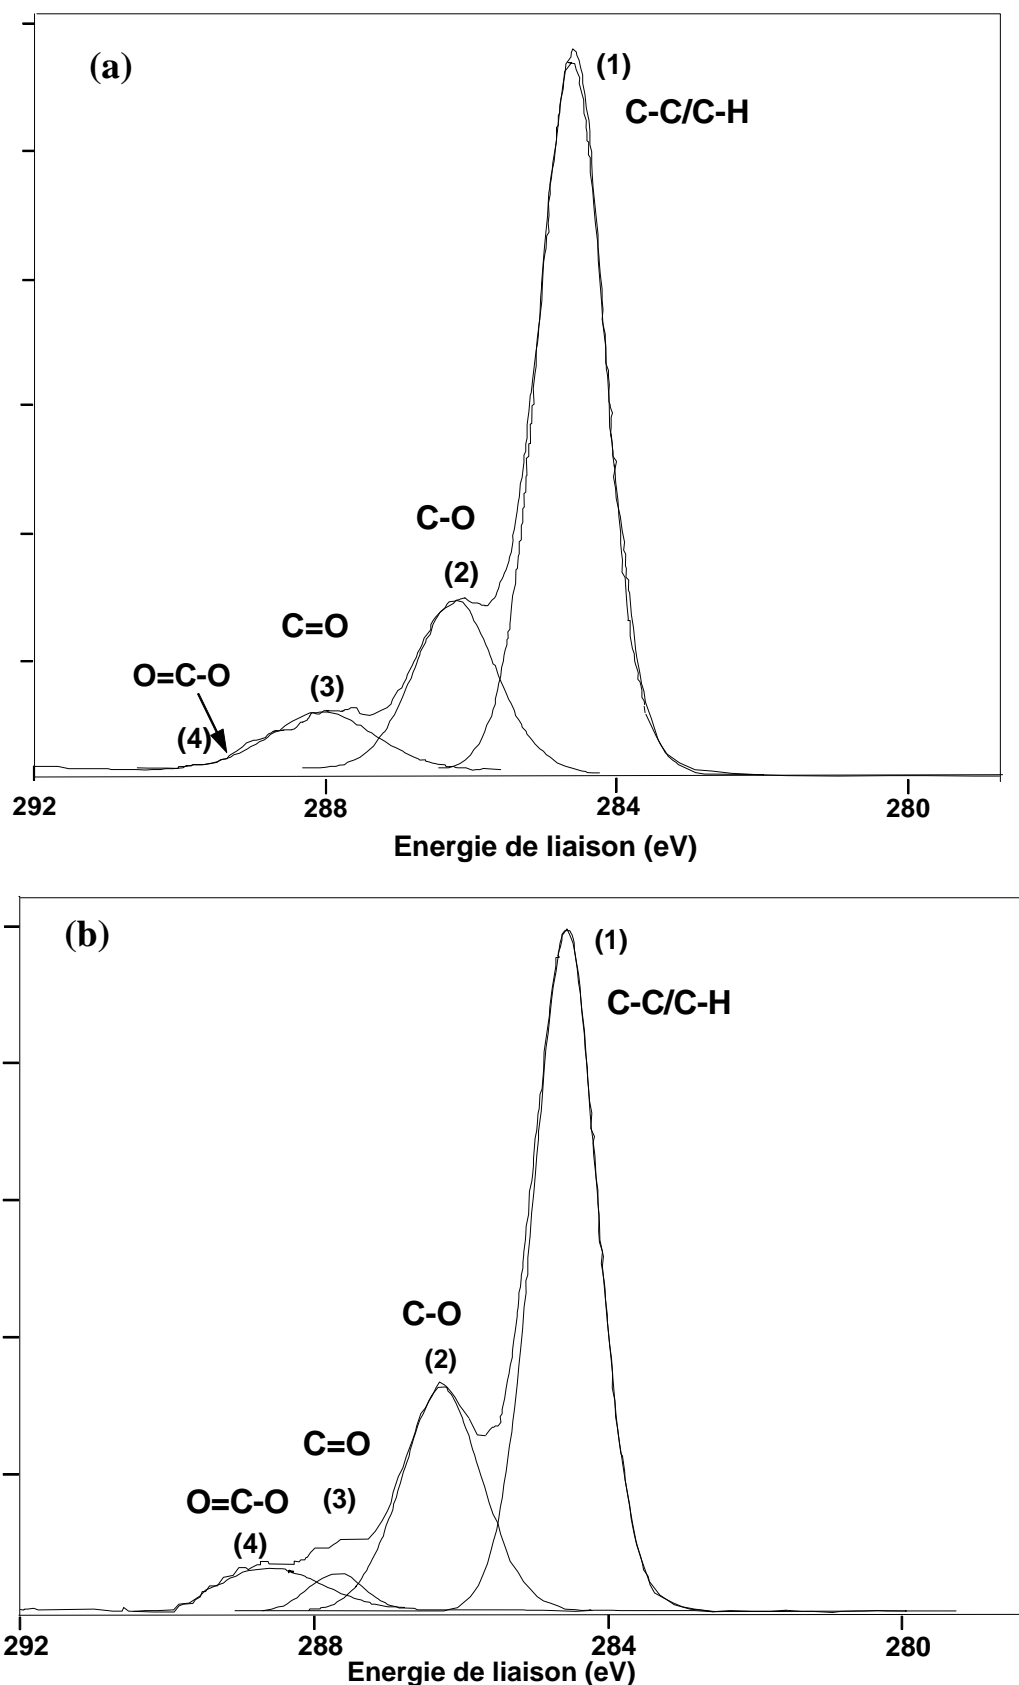 (a)
(1)
C-C/C-H
C-O
(2)
C=O
O=C-O
(3)
(4)
292 288 284 280
Energie de liaison (eV)
(b)
(1)
C-C/C-H
C-O
(2)
C=O
O=C-O
(3)
(4)
292 288 284 280
Energie de liaison (eV)